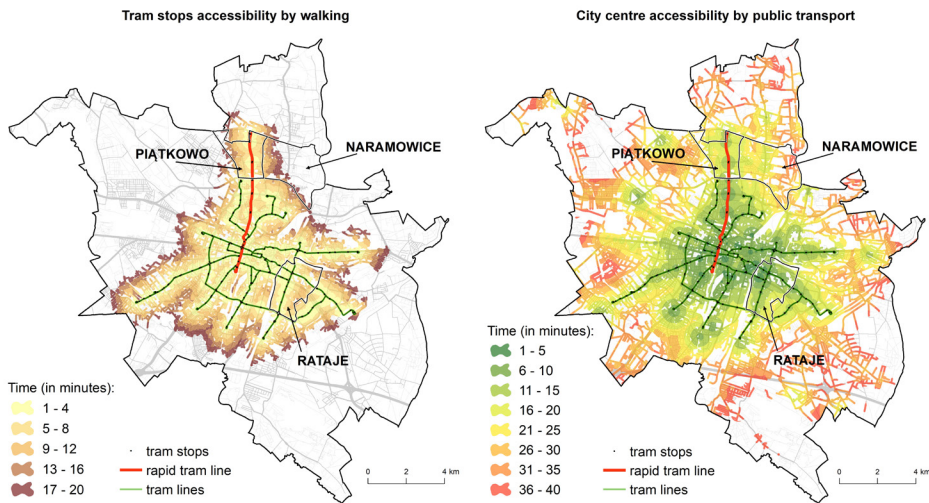 Tram stops accessibility by walking
PIĄTKOWO
NARAMOWICE
RATAJE
Time (in minutes):
1 - 4
5 - 8
9 - 12
13 - 16
17 - 20
tram stops
rapid tram line
tram lines
0 2 4 km
City centre accessibility by public transport
PIĄTKOWO
NARAMOWICE
RATAJE
Time (in minutes):
1 - 5
6 - 10
11 - 15
16 - 20
21 - 25
26 - 30
31 - 35
36 - 40
tram stops
rapid tram line
tram lines
0 2 4 km